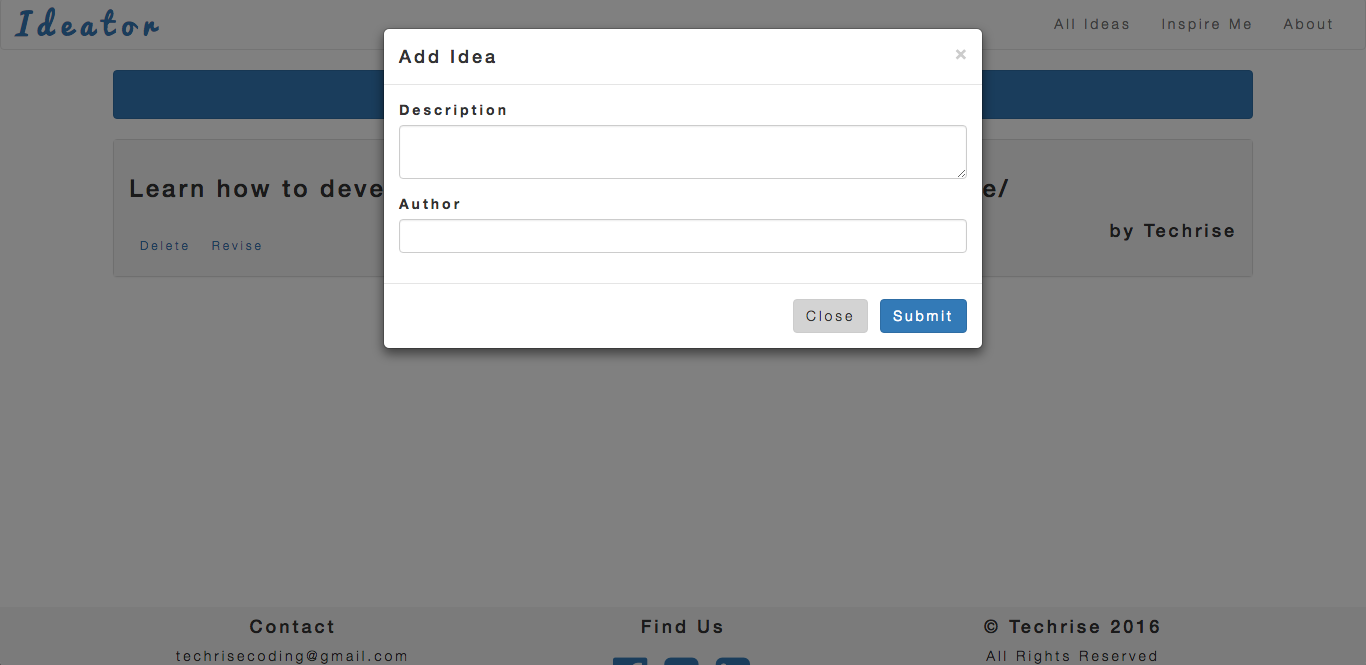 Ideator
All Ideas Inspire Me About
Add Idea ×
Description
Author
Close Submit
Learn how to deve
e/
by Techrise
Delete Revise
Contact Find Us © Techrise 2016
techrisecoding@gmail.com All Rights Reserved